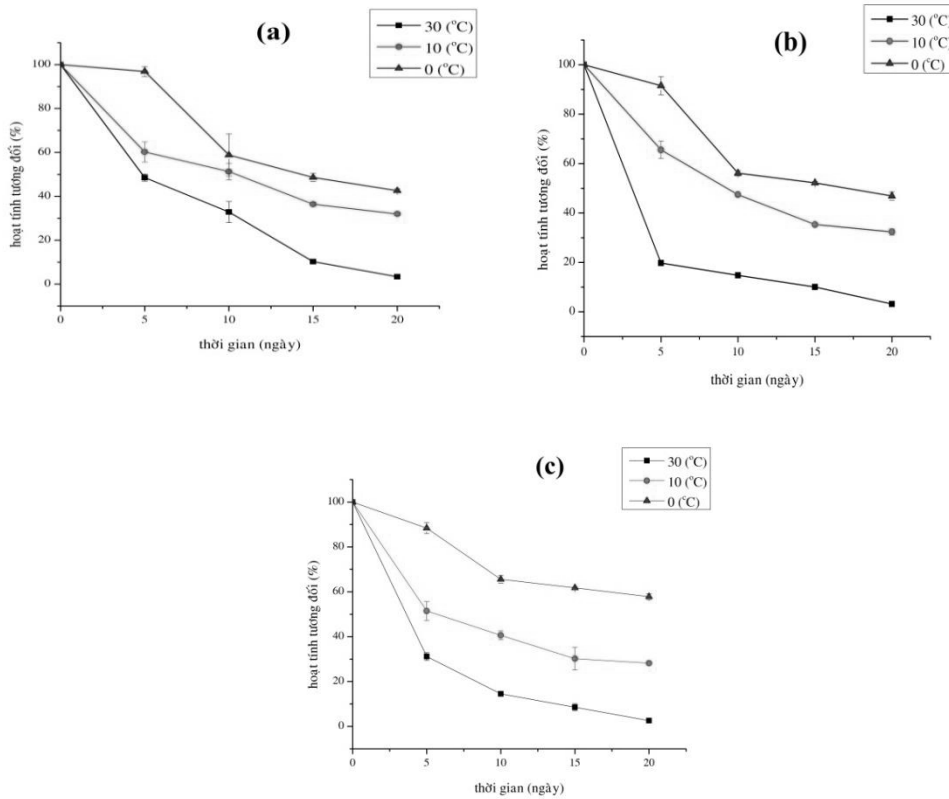 (a)
30 (°C)
10 (°C)
0 (°C)
100
80
60
40
20
0
hoạt tính tương đối (%)
0 5 10 15 20
thời gian (ngày)
(b)
30 (°C)
10 (°C)
0 (°C)
100
80
60
40
20
0
hoạt tính tương đối (%)
0 5 10 15 20
thời gian (ngày)
(c)
30 (°C)
10 (°C)
0 (°C)
100
80
60
40
20
0
hoạt tính tương đối (%)
0 5 10 15 20
thời gian (ngày)